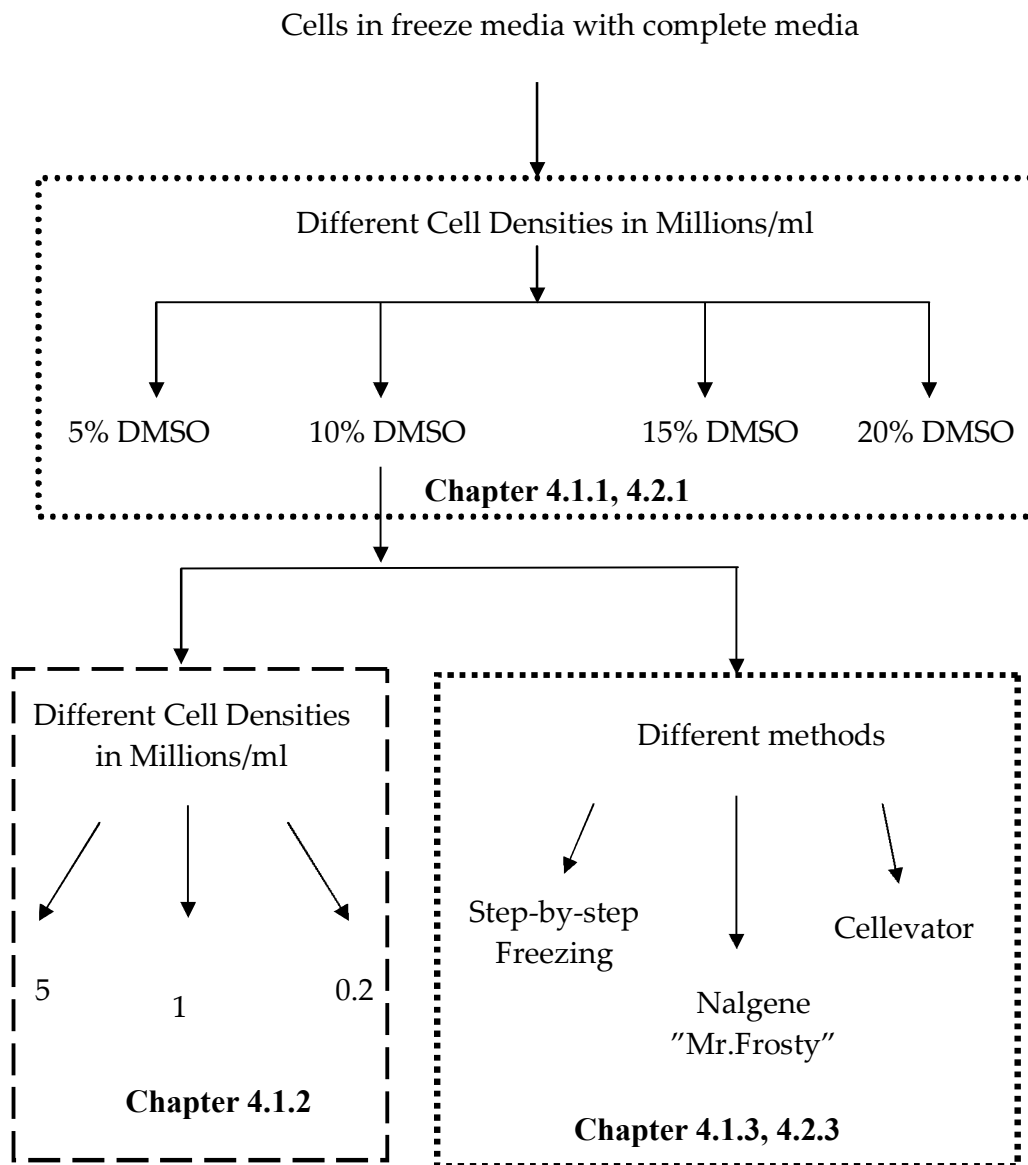 Cells in freeze media with complete media
Different Cell Densities in Millions/ml
5% DMSO
10% DMSO
15% DMSO
20% DMSO
Chapter 4.1.1, 4.2.1
Different Cell Densities
in Millions/ml
5
1
0.2
Chapter 4.1.2
Different methods
Step-by-step
Freezing
Nalgene
”Mr.Frosty”
Cellevator
Chapter 4.1.3, 4.2.3